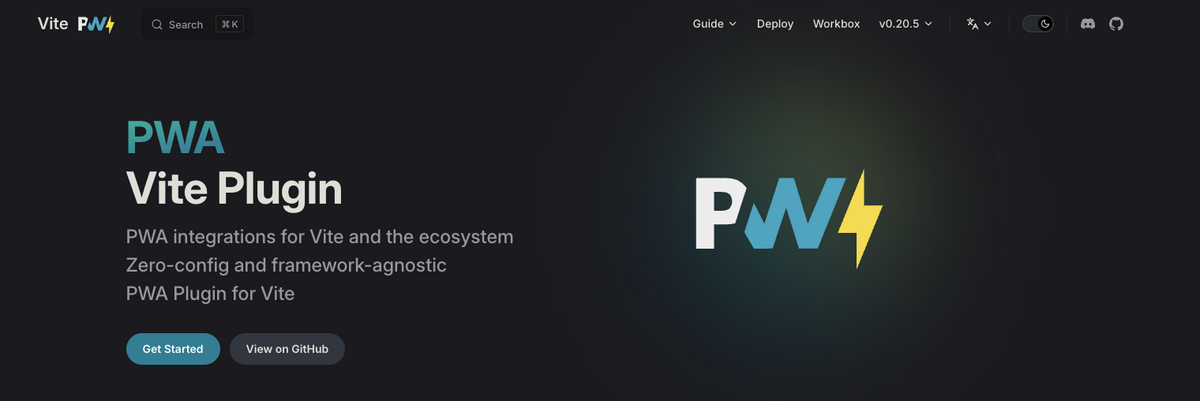 Vite PW
Search ⌘ K
Guide
Deploy
Workbox
v0.20.5
PWA
Vite Plugin
PWA integrations for Vite and the ecosystem
Zero-config and framework-agnostic
PWA Plugin for Vite
Get Started
View on GitHub
PW